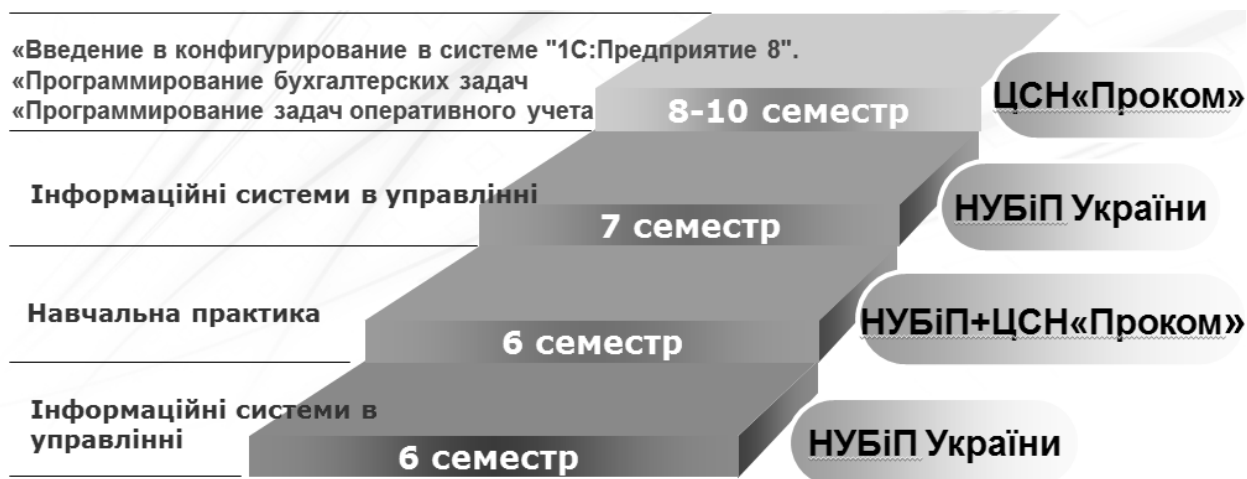 «Введение в конфигурирование в системе "1С:Предприятие 8".
«Программирование бухгалтерских задач
«Программирование задач оперативного учета
8-10 семестр
ЦСН«Проком»
Інформаційні системи в управлінні
7 семестр
НУБіП України
Навчальна практика
6 семестр
НУБіП+ЦСН«Проком»
Інформаційні системи в
управлінні
6 семестр
НУБіП України